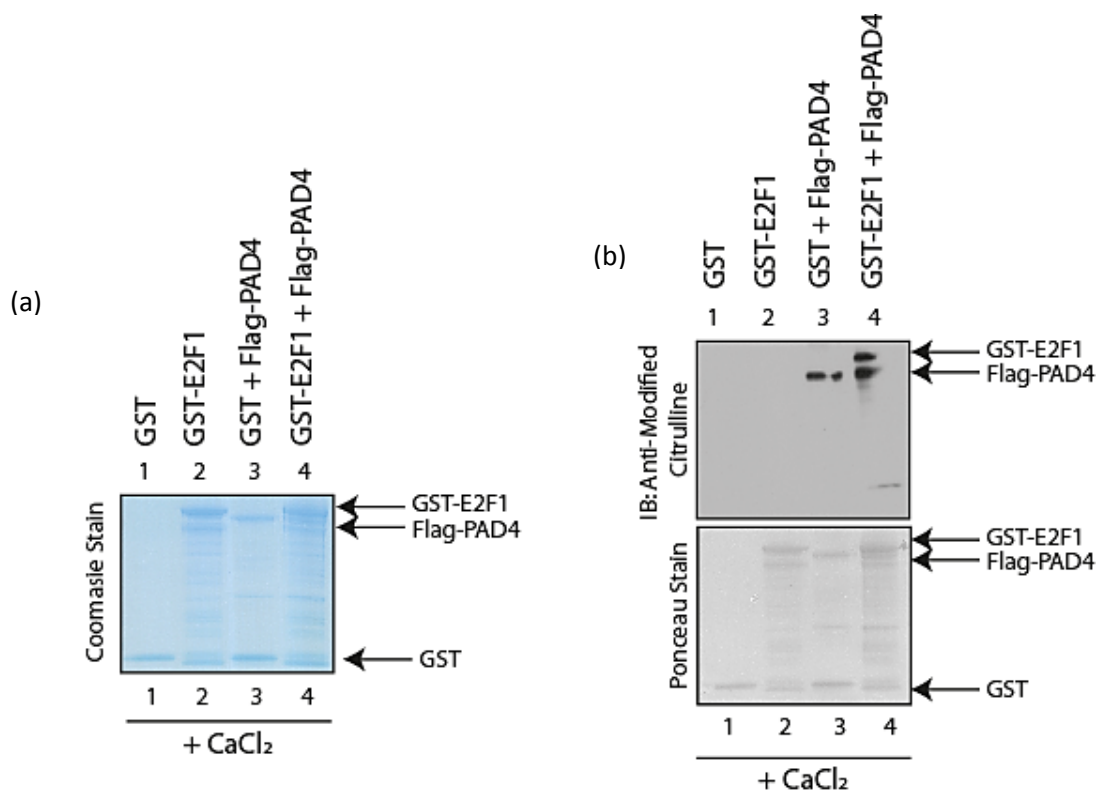 (a)
GST
GST-E2F1
GST + Flag-PAD4
GST-E2F1 + Flag-PAD4
1 2 3 4
Coomasie Stain
GST-E2F1
Flag-PAD4
GST
1 2 3 4
+ CaCl₂
(b)
GST
GST-E2F1
GST + Flag-PAD4
GST-E2F1 + Flag-PAD4
1 2 3 4
IB: Anti-Modified
Citrulline
GST-E2F1
Flag-PAD4
Ponceau Stain
GST-E2F1
Flag-PAD4
GST
1 2 3 4
+ CaCl₂